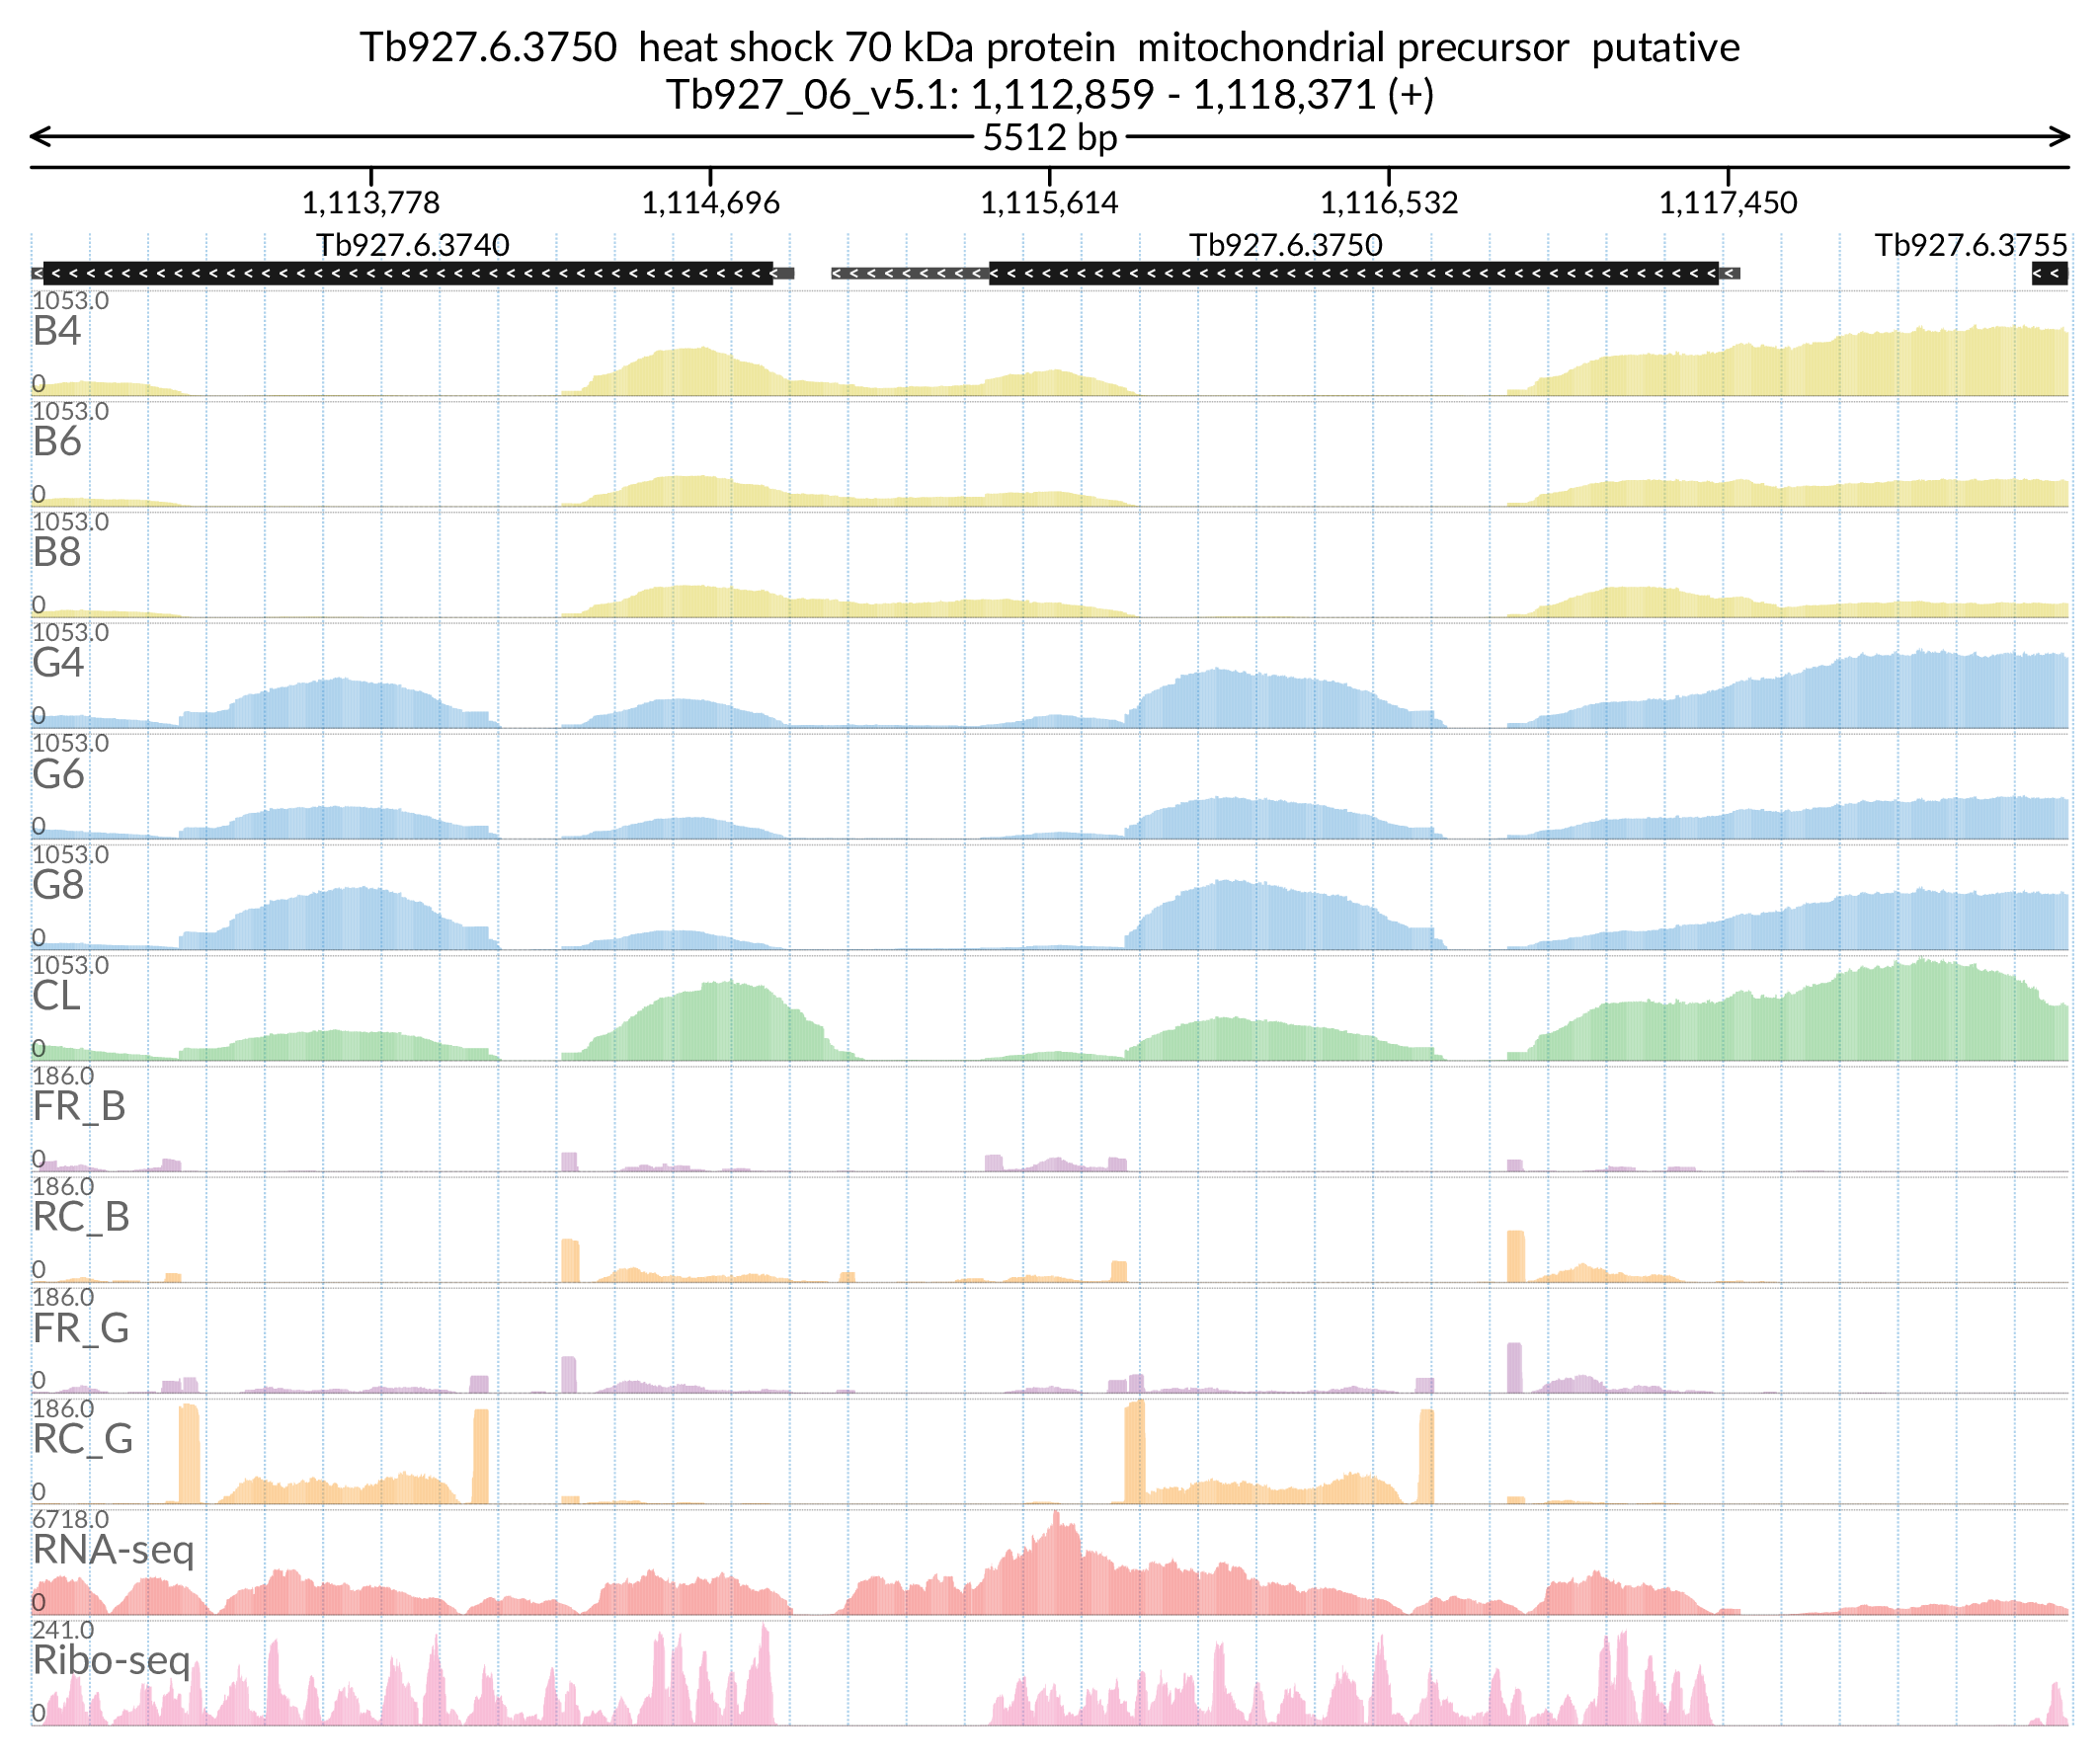 Tb927.6.3750  heat shock 70 kDa protein  mitochondrial precursor  putative
Tb927_06_v5.1: 1,112,859 - 1,118,371 (+)
5512 bp
1,113,778 1,114,696 1,115,614 1,116,532 1,117,450
Tb927.6.3740 Tb927.6.3750 Tb927.6.3755
1053.0
B4
0
1053.0
B6
0
1053.0
B8
0
1053.0
G4
0
1053.0
G6
0
1053.0
G8
0
1053.0
CL
0
186.0
FR_B
0
186.0
RC_B
0
186.0
FR_G
0
186.0
RC_G
0
6718.0
RNA-seq
0
241.0
Ribo-seq
0